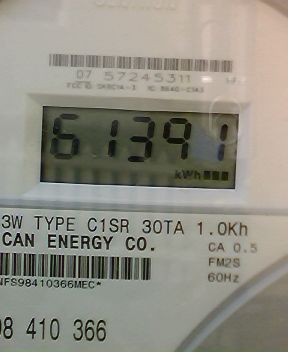 CENTRON
07 57245311
61391
kWh
3W TYPE C1SR 30TA 1.0Kh
CAN ENERGY CO.
CA 0.5
FM2S
60Hz
NFS98410366MEC*
98 410 366